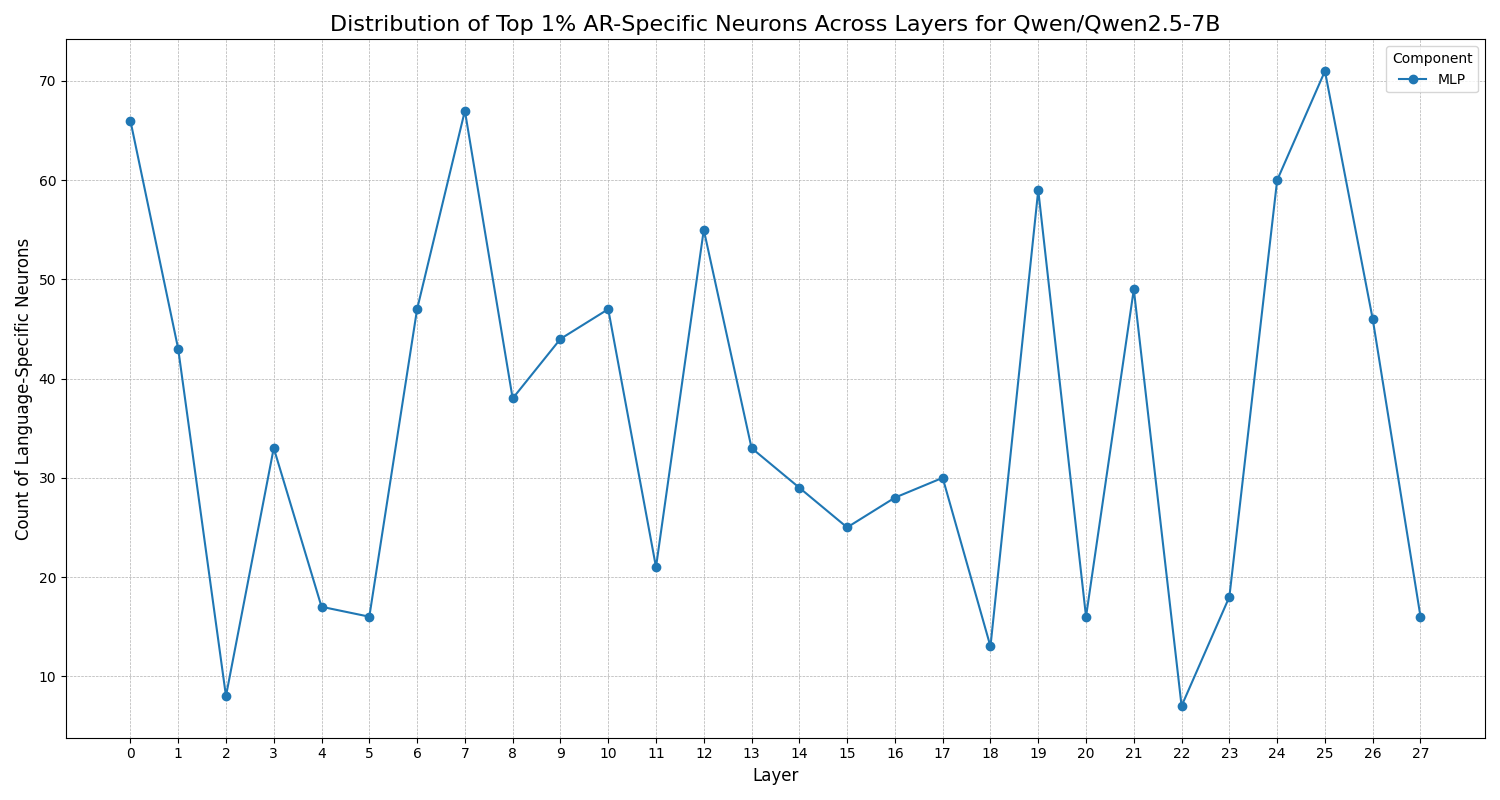 Distribution of Top 1% AR-Specific Neurons Across Layers for Qwen/Qwen2.5-7B
Component
MLP
Count of Language-Specific Neurons
70
60
50
40
30
20
10
0 1 2 3 4 5 6 7 8 9 10 11 12 13 14 15 16 17 18 19 20 21 22 23 24 25 26 27
Layer